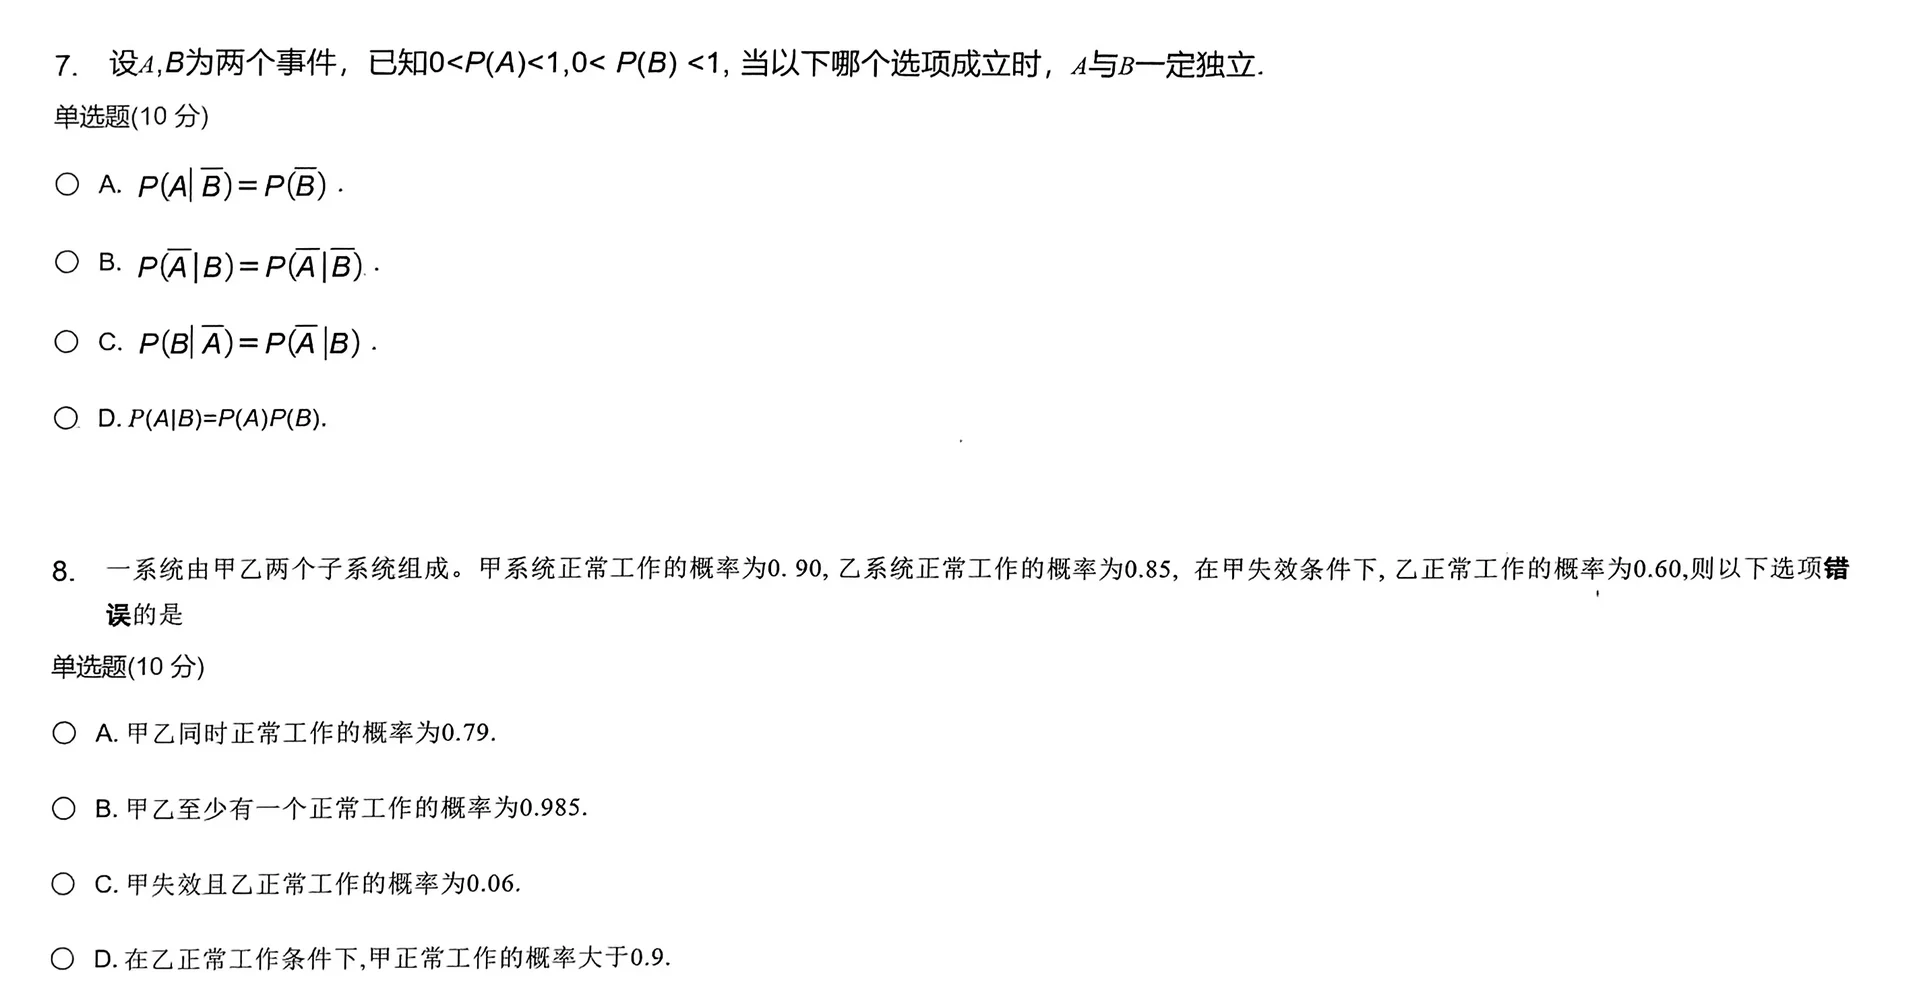 7. 设A,B为两个事件，已知0<P(A)<1,0< P(B) <1, 当以下哪个选项成立时，A与B一定独立.
单选题(10 分)
A. P(A|B̅)=P(B̅) .
B. P(A̅|B)=P(A̅|B̅) .
C. P(B|A̅)=P(A̅|B) .
D. P(A|B)=P(A)P(B).
8. 一系统由甲乙两个子系统组成。甲系统正常工作的概率为0.90, 乙系统正常工作的概率为0.85, 在甲失效条件下, 乙正常工作的概率为0.60,则以下选项错
误的是
单选题(10 分)
A. 甲乙同时正常工作的概率为0.79.
B. 甲乙至少有一个正常工作的概率为0.985.
C. 甲失效且乙正常工作的概率为0.06.
D. 在乙正常工作条件下,甲正常工作的概率大于0.9.